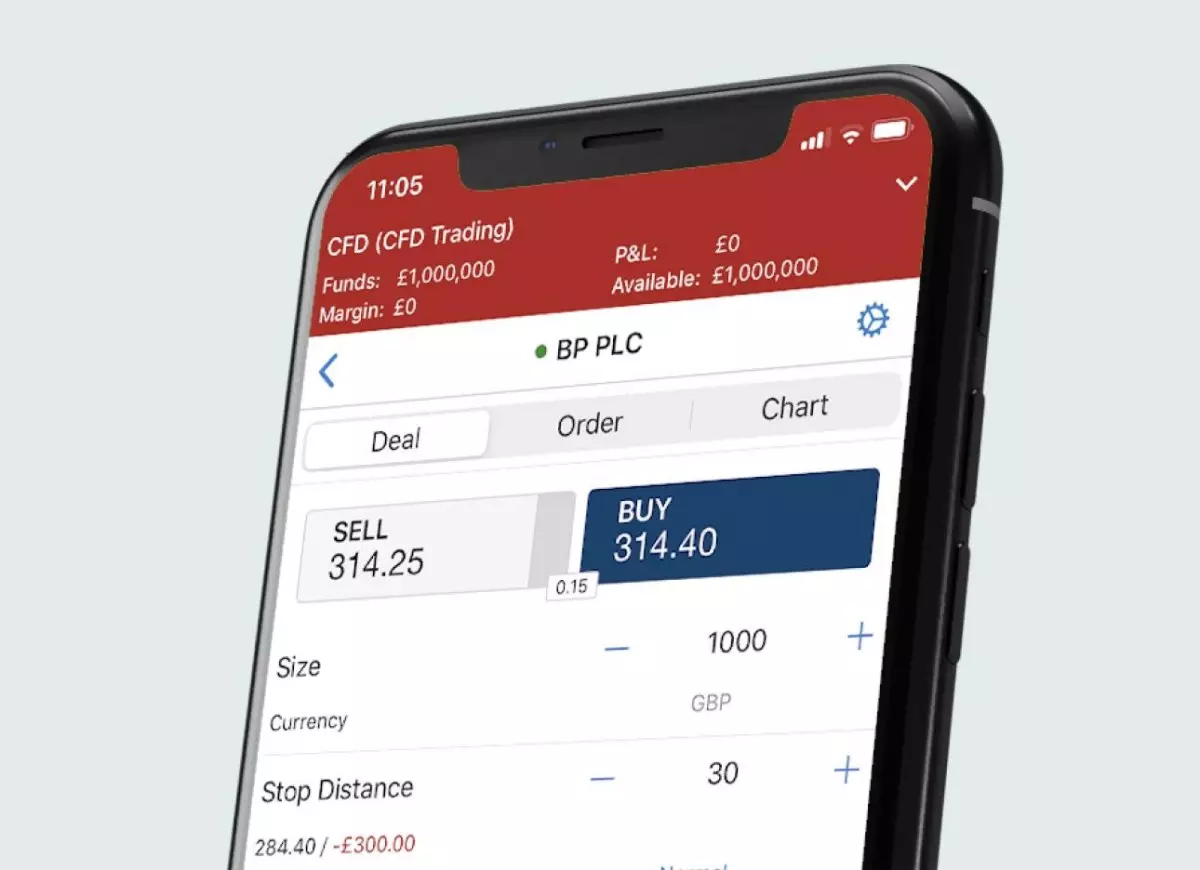 11:05
CFD (CFD Trading)
Funds: £1,000,000 P&L: £0
Margin: £0 Available: £1,000,000
BP PLC
Deal Order Chart
SELL BUY
314.25 314.40
0.15
Size 1000
Currency GBP
Stop Distance 30
284.40 / -£300.00